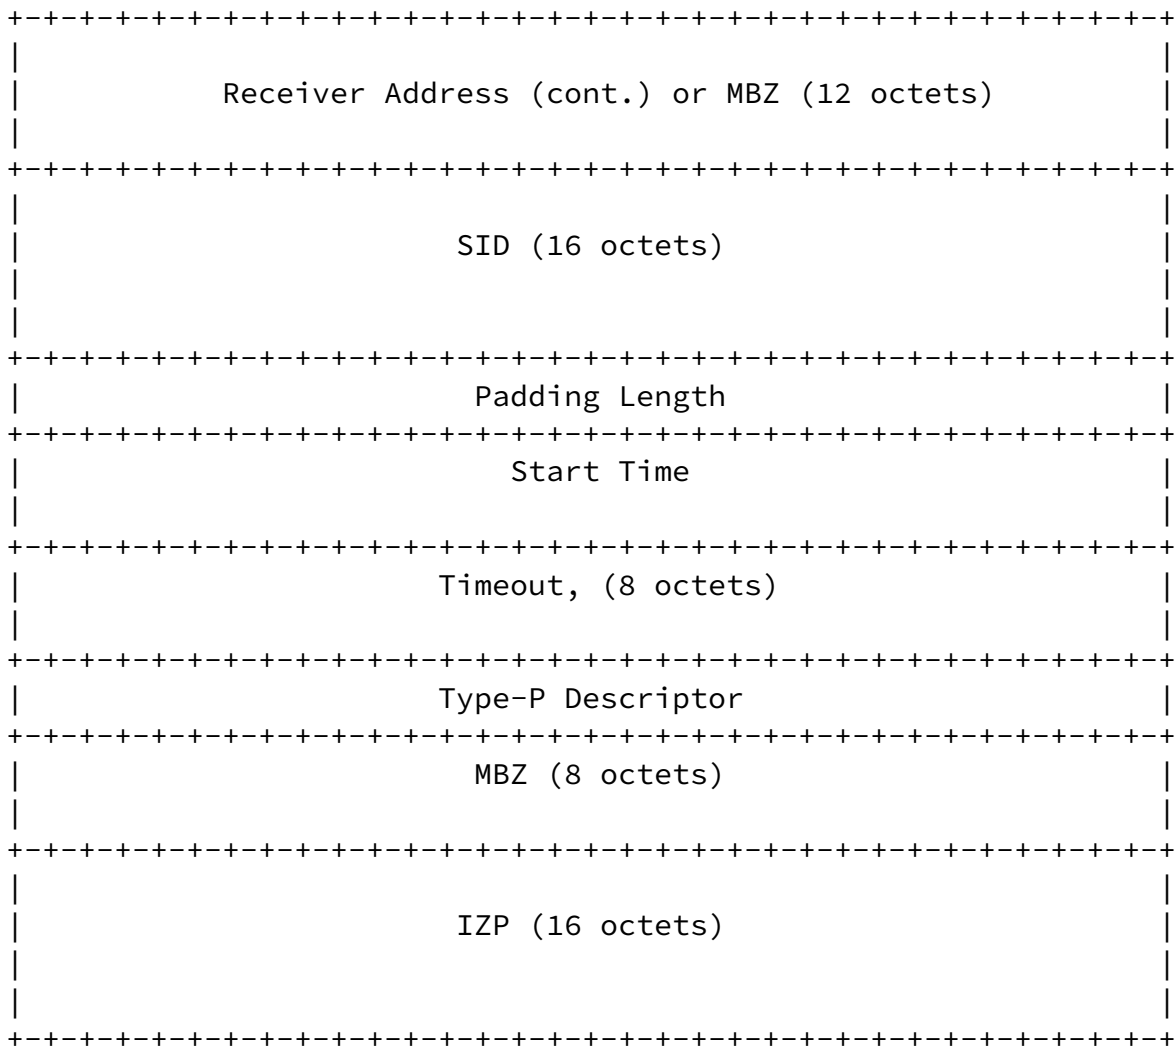 +-+-+-+-+-+-+-+-+-+-+-+-+-+-+-+-+-+-+-+-+-+-+-+-+-+-+-+-+-+-+-+-+
| |
| Receiver Address (cont.) or MBZ (12 octets) |
| |
+-+-+-+-+-+-+-+-+-+-+-+-+-+-+-+-+-+-+-+-+-+-+-+-+-+-+-+-+-+-+-+-+
| |
| SID (16 octets) |
| |
| |
+-+-+-+-+-+-+-+-+-+-+-+-+-+-+-+-+-+-+-+-+-+-+-+-+-+-+-+-+-+-+-+-+
| Padding Length |
+-+-+-+-+-+-+-+-+-+-+-+-+-+-+-+-+-+-+-+-+-+-+-+-+-+-+-+-+-+-+-+-+
| Start Time |
| |
+-+-+-+-+-+-+-+-+-+-+-+-+-+-+-+-+-+-+-+-+-+-+-+-+-+-+-+-+-+-+-+-+
| Timeout, (8 octets) |
| |
+-+-+-+-+-+-+-+-+-+-+-+-+-+-+-+-+-+-+-+-+-+-+-+-+-+-+-+-+-+-+-+-+
| Type-P Descriptor |
+-+-+-+-+-+-+-+-+-+-+-+-+-+-+-+-+-+-+-+-+-+-+-+-+-+-+-+-+-+-+-+-+
| MBZ (8 octets) |
| |
+-+-+-+-+-+-+-+-+-+-+-+-+-+-+-+-+-+-+-+-+-+-+-+-+-+-+-+-+-+-+-+-+
| |
| IZP (16 octets) |
| |
| |
+-+-+-+-+-+-+-+-+-+-+-+-+-+-+-+-+-+-+-+-+-+-+-+-+-+-+-+-+-+-+-+-+